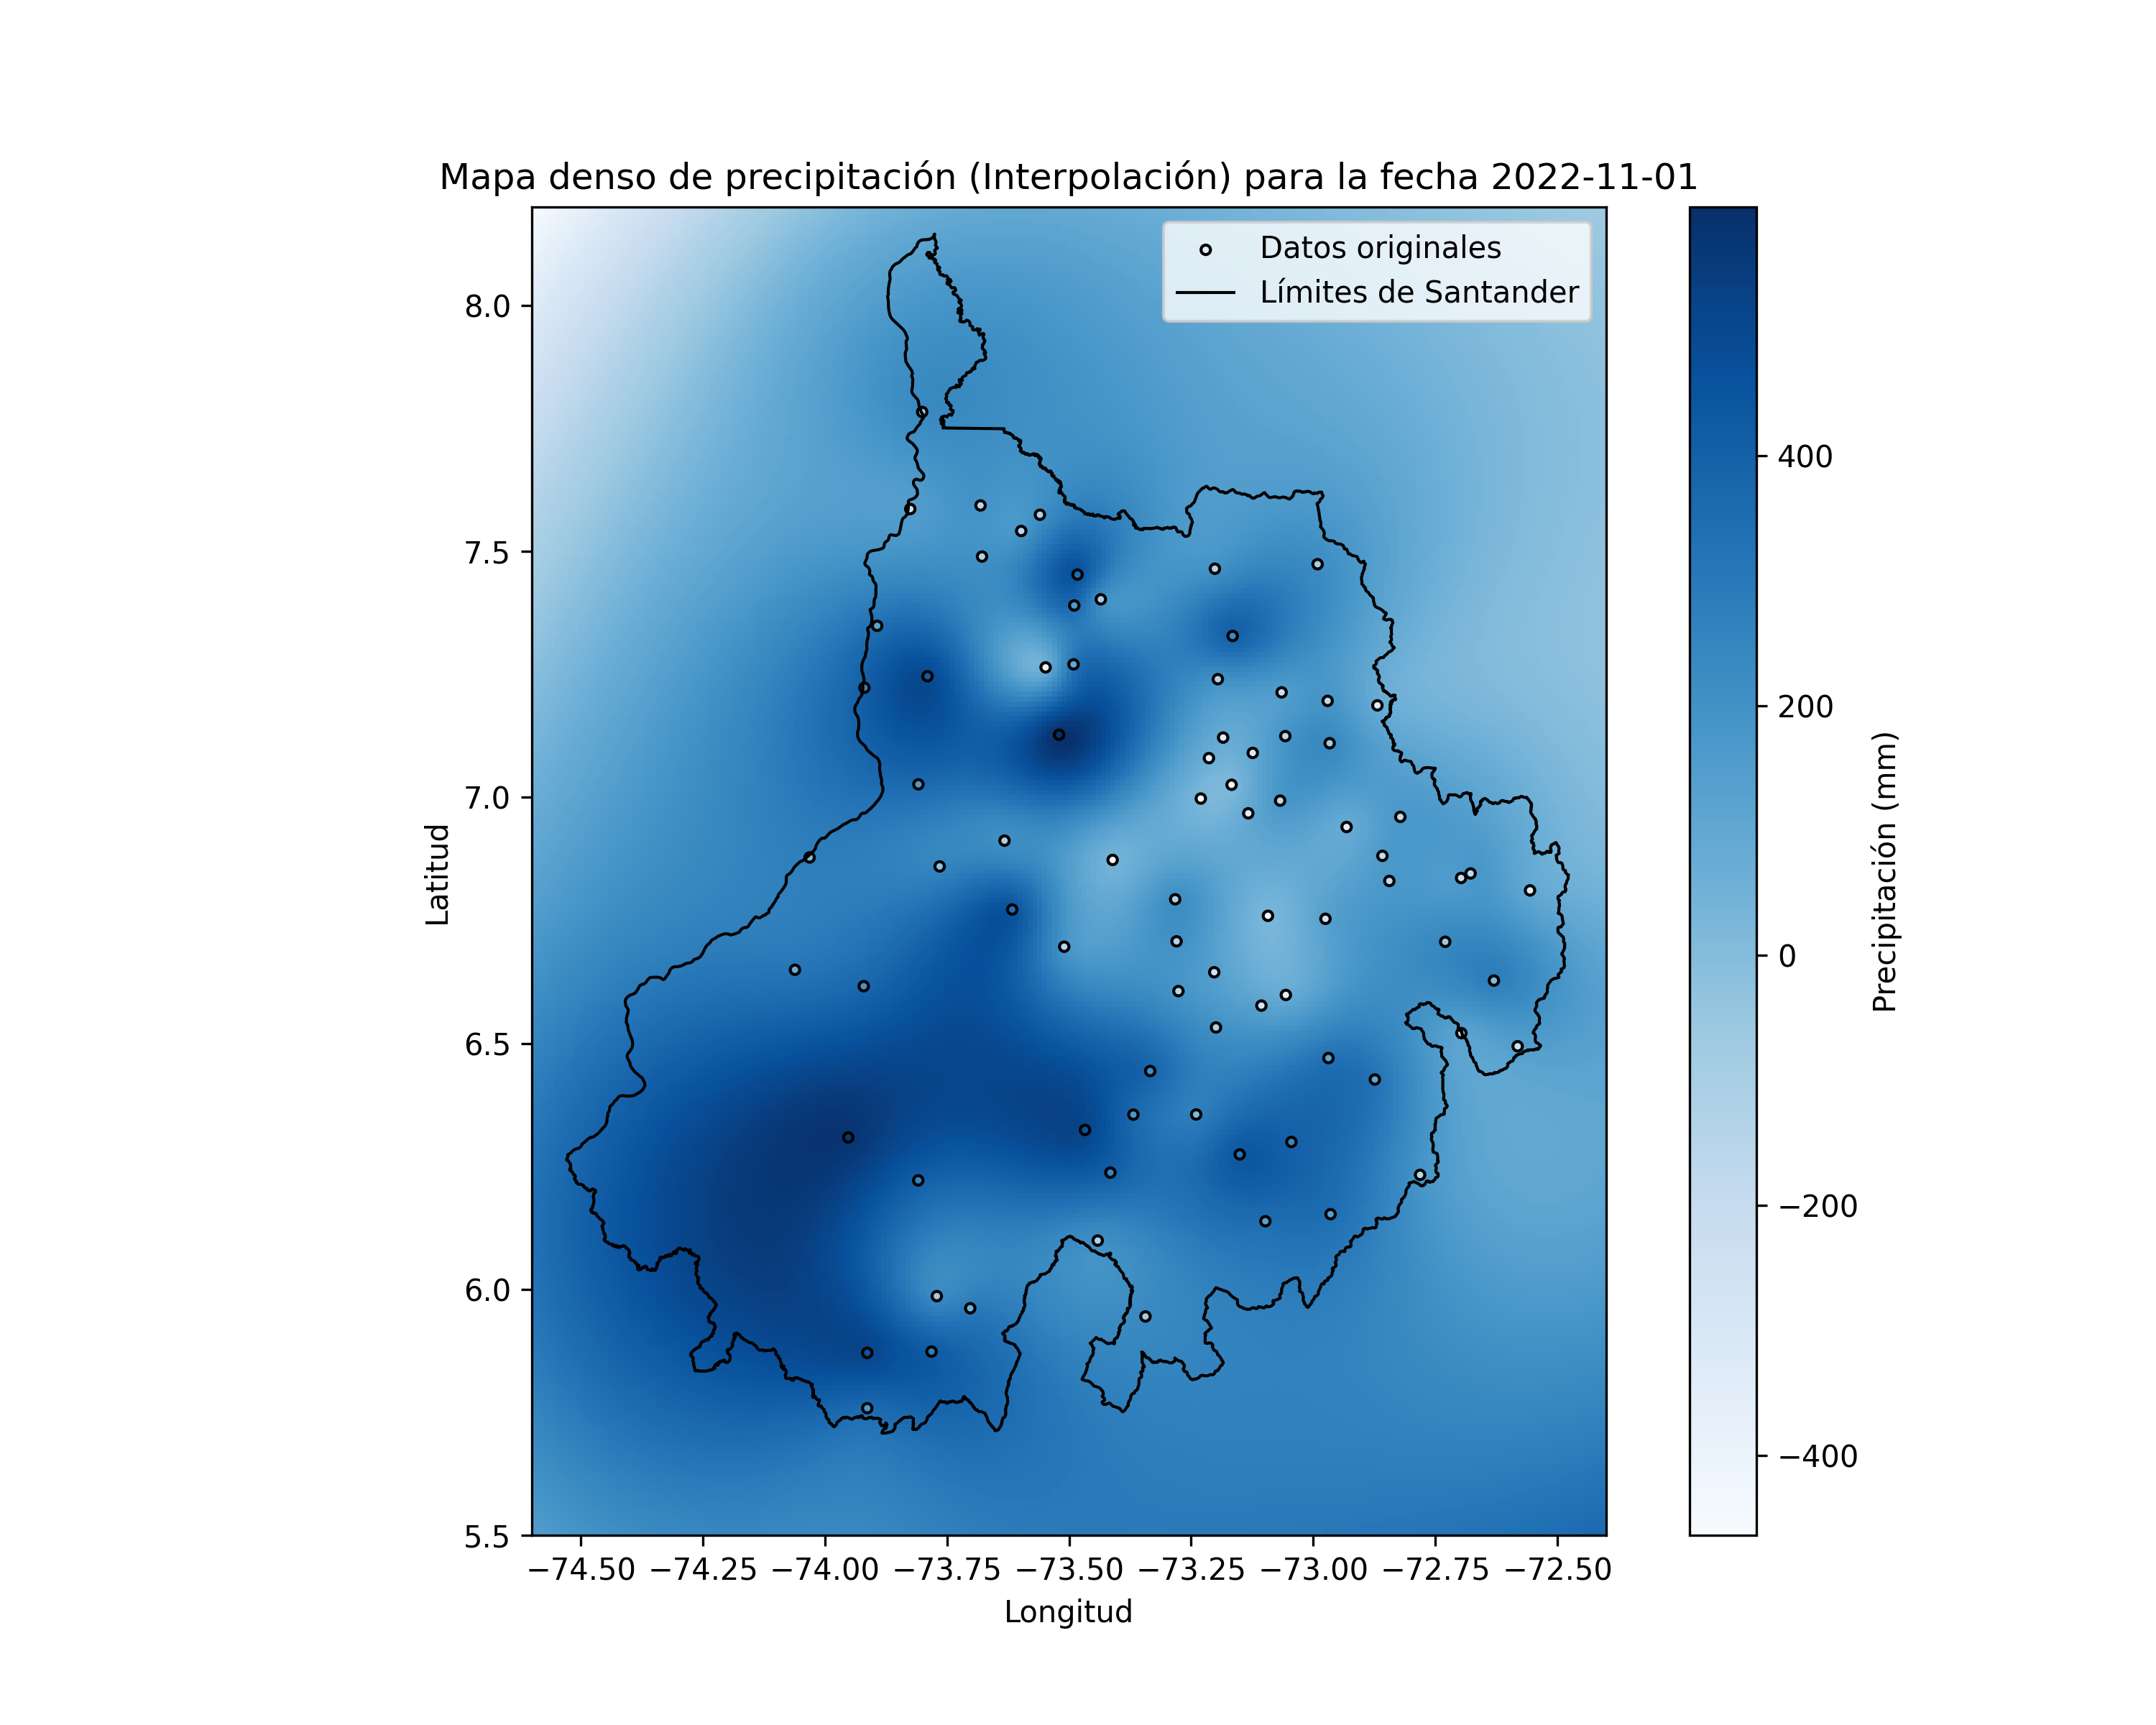 Mapa denso de precipitación (Interpolación) para la fecha 2022-11-01
Datos originales
Límites de Santander
8.0
7.5
7.0
6.5
6.0
5.5
Latitud
−74.50 −74.25 −74.00 −73.75 −73.50 −73.25 −73.00 −72.75 −72.50
Longitud
400
200
0
−200
−400
Precipitación (mm)